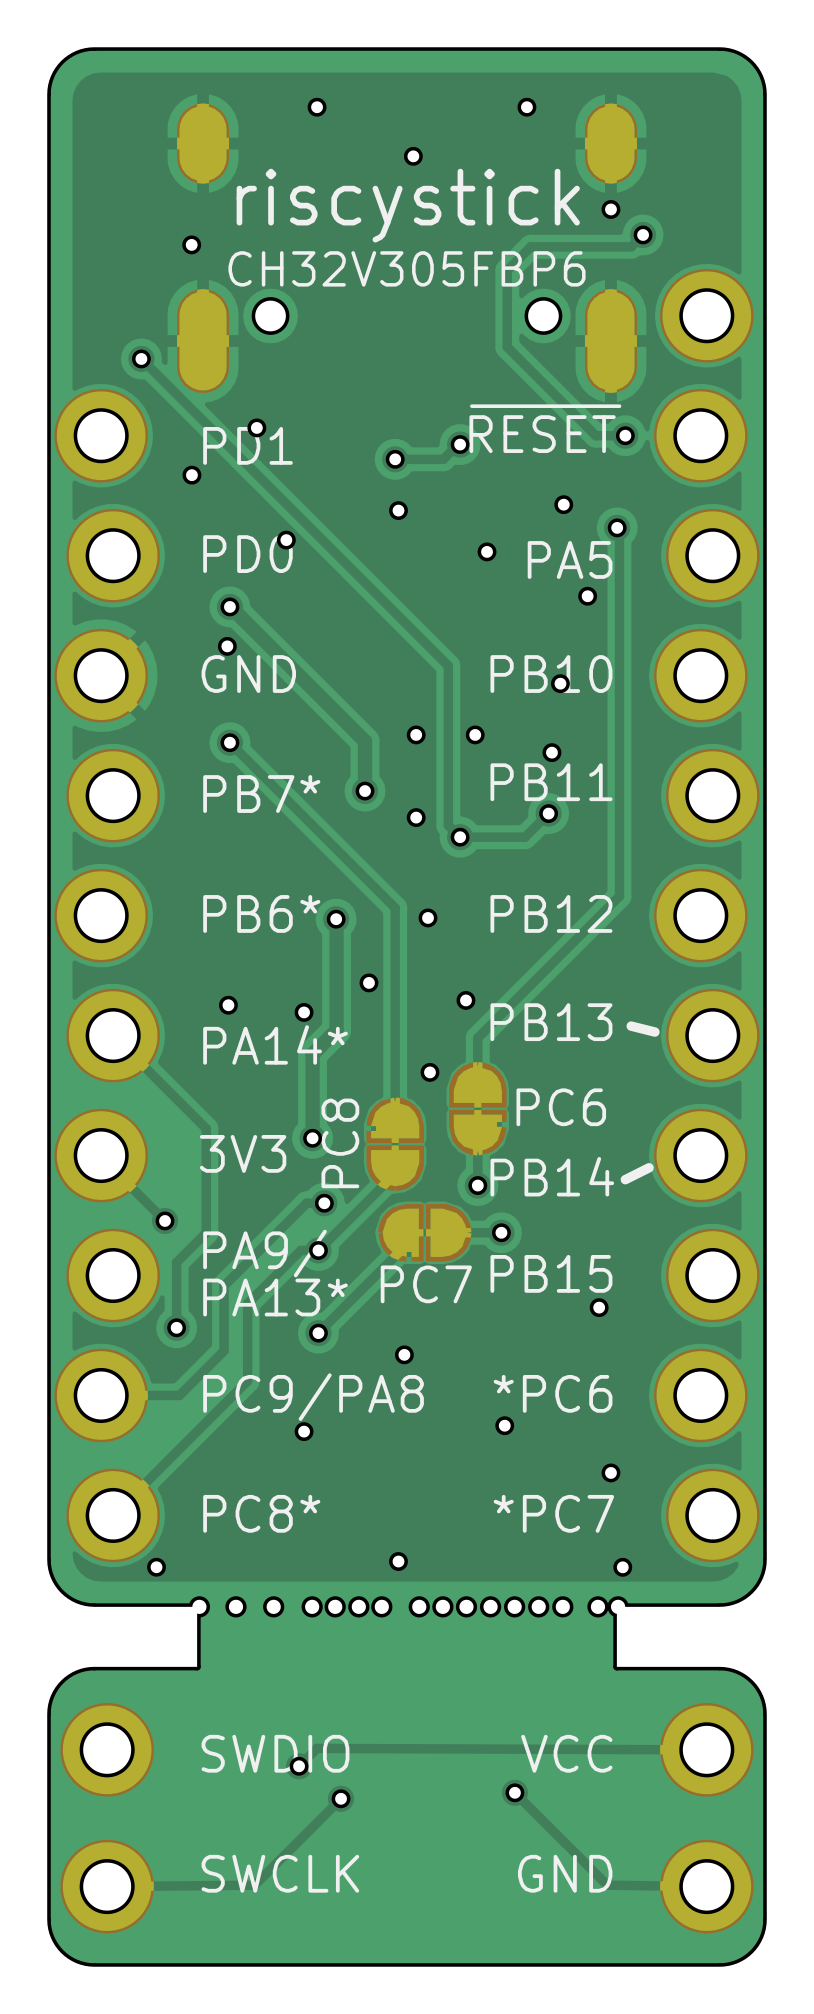 riscystick
CH32V305FBP6
PD1
RESET
PD0
PA5
GND
PB10
PB7*
PB11
PB6*
PB12
PA14*
PB13
PC8
PC6
3V3
PB14
PA9/
PA13*
PC7
PB15
PC9/PA8
*PC6
PC8*
*PC7
SWDIO
VCC
SWCLK
GND